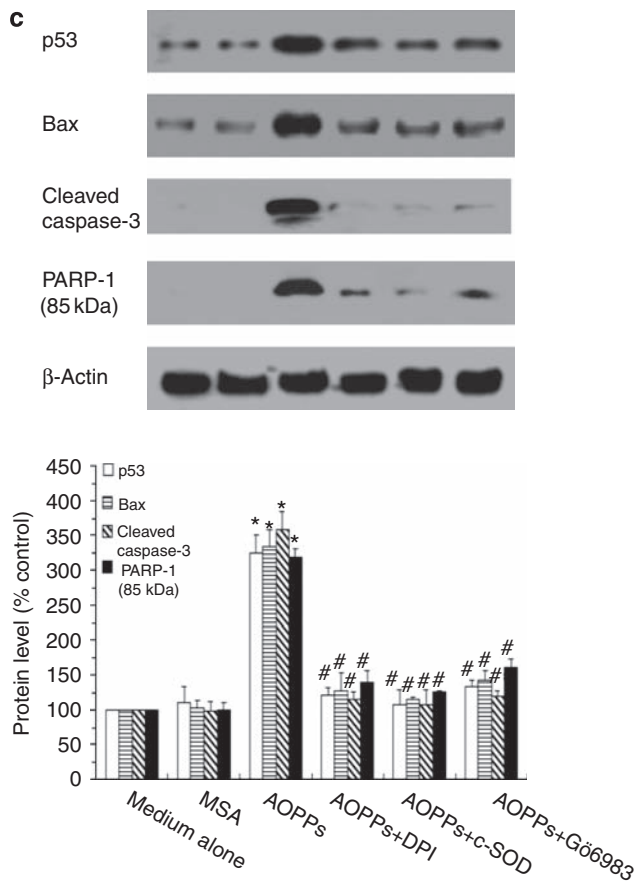 c
p53
Bax
Cleaved
caspase-3
PARP-1
(85 kDa)
β-Actin
Protein level (% control)
450
400
350
300
250
200
150
100
50
0
p53
Bax
Cleaved
caspase-3
PARP-1
(85 kDa)
* * * *
# # # #
# # # #
# # # #
Medium alone
MSA
AOPPs
AOPPs+DPI
AOPPs+c-SOD
AOPPs+Gö6983